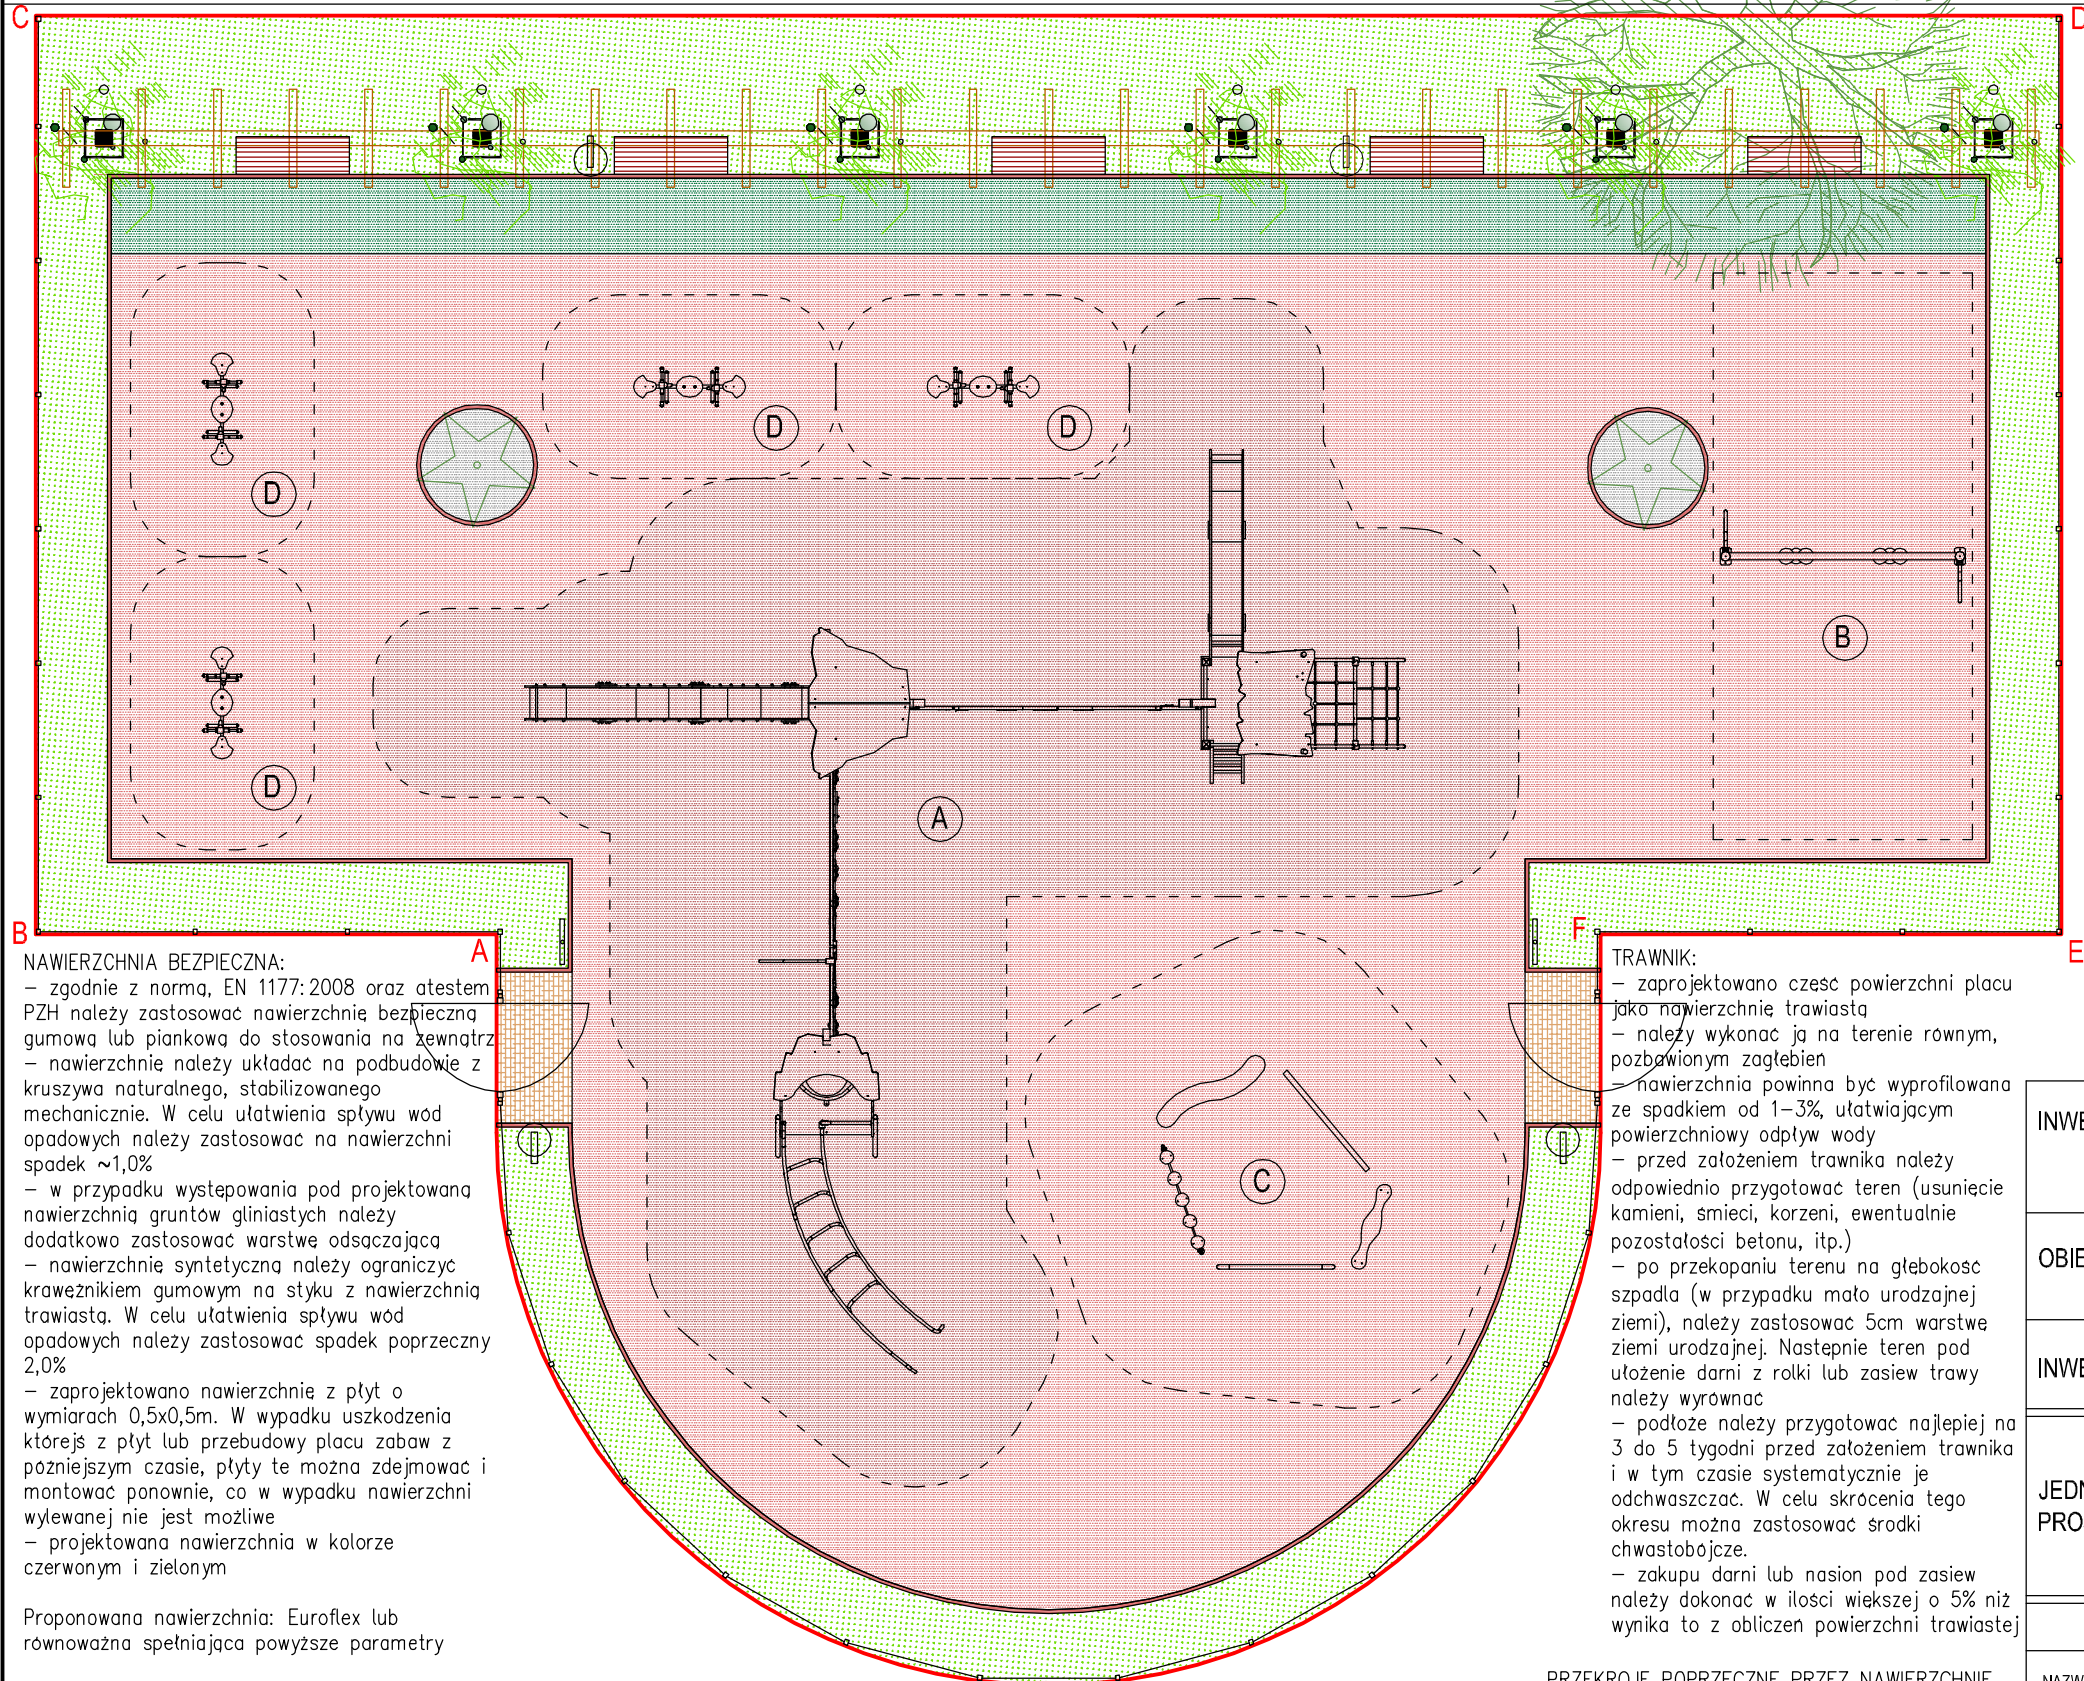 C
D
D
D
B
D
D
A
B
A
F
E
C
NAWIERZCHNIA BEZPIECZNA:
– zgodnie z normą, EN 1177:2008 oraz atestem
PZH należy zastosować nawierzchnię bezpieczną
gumową lub piankową do stosowania na zewnątrz
– nawierzchnię należy układać na podbudowie z
kruszywa naturalnego, stabilizowanego
mechanicznie. W celu ułatwienia spływu wód
opadowych należy zastosować na nawierzchni
spadek ~1,0%
– w przypadku występowania pod projektowaną
nawierzchnią gruntów gliniastych należy
dodatkowo zastosować warstwę odsączającą
– nawierzchnię syntetyczną należy ograniczyć
krawężnikiem gumowym na styku z nawierzchnią
trawiastą. W celu ułatwienia spływu wód
opadowych należy zastosować spadek poprzeczny
2,0%
– zaprojektowano nawierzchnię z płyt o
wymiarach 0,5x0,5m. W wypadku uszkodzenia
którejś z płyt lub przebudowy placu zabaw z
późniejszym czasie, płyty te można zdejmować i
montować ponownie, co w wypadku nawierzchni
wylewanej nie jest możliwe
– projektowana nawierzchnia w kolorze
czerwonym i zielonym
Proponowana nawierzchnia: Euroflex lub
równoważna spełniająca powyższe parametry
TRAWNIK:
– zaprojektowano część powierzchni placu
jako nawierzchnię trawiastą
– należy wykonać ją na terenie równym,
pozbawionym zagłębień
– nawierzchnia powinna być wyprofilowana
ze spadkiem od 1–3%, ułatwiającym
powierzchniowy odpływ wody
– przed założeniem trawnika należy
odpowiednio przygotować teren (usunięcie
kamieni, śmieci, korzeni, ewentualnie
pozostałości betonu, itp.)
– po przekopaniu terenu na głębokość
szpadla (w przypadku mało urodzajnej
ziemi), należy zastosować 5cm warstwę
ziemi urodzajnej. Następnie teren pod
ułożenie darni z rolki lub zasiew trawy
należy wyrównać
– podłoże należy przygotować najlepiej na
3 do 5 tygodni przed założeniem trawnika
i w tym czasie systematycznie je
odchwaszczać. W celu skrócenia tego
okresu można zastosować środki
chwastobójcze.
– zakupu darni lub nasion pod zasiew
należy dokonać w ilości większej o 5% niż
wynika to z obliczeń powierzchni trawiastej
PRZEKROJE POPRZECZNE PRZEZ NAWIERZCHNIE
INWE
OBIE
INWE
JEDN
PRO
NAZW